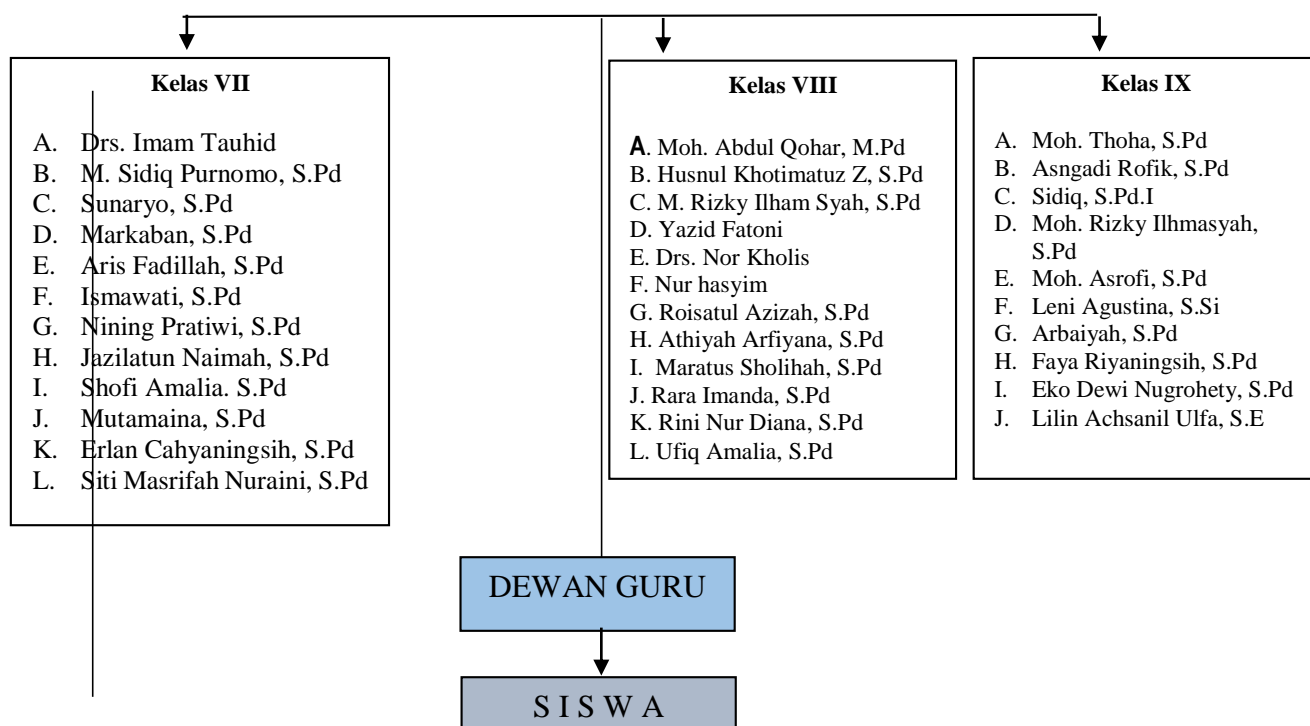 Kelas VII
A. Drs. Imam Tauhid
B. M. Sidiq Purnomo, S.Pd
C. Sunaryo, S.Pd
D. Markaban, S.Pd
E. Aris Fadillah, S.Pd
F. Ismawati, S.Pd
G. Nining Pratiwi, S.Pd
H. Jazilatun Naimah, S.Pd
I. Shofi Amalia. S.Pd
J. Mutamaina, S.Pd
K. Erlan Cahyaningsih, S.Pd
L. Siti Masrifah Nuraini, S.Pd
Kelas VIII
A. Moh. Abdul Qohar, M.Pd
B. Husnul Khotimatuz Z, S.Pd
C. M. Rizky Ilham Syah, S.Pd
D. Yazid Fatoni
E. Drs. Nor Kholis
F. Nur hasyim
G. Roisatul Azizah, S.Pd
H. Athiyah Arfiyana, S.Pd
I. Maratus Sholihah, S.Pd
J. Rara Imanda, S.Pd
K. Rini Nur Diana, S.Pd
L. Ufiq Amalia, S.Pd
Kelas IX
A. Moh. Thoha, S.Pd
B. Asngadi Rofik, S.Pd
C. Sidiq, S.Pd.I
D. Moh. Rizky Ilhmasyah,
S.Pd
E. Moh. Asrofi, S.Pd
F. Leni Agustina, S.Si
G. Arbaiyah, S.Pd
H. Faya Riyaningsih, S.Pd
I. Eko Dewi Nugrohety, S.Pd
J. Lilin Achsanil Ulfa, S.E
DEWAN GURU
S I S W A